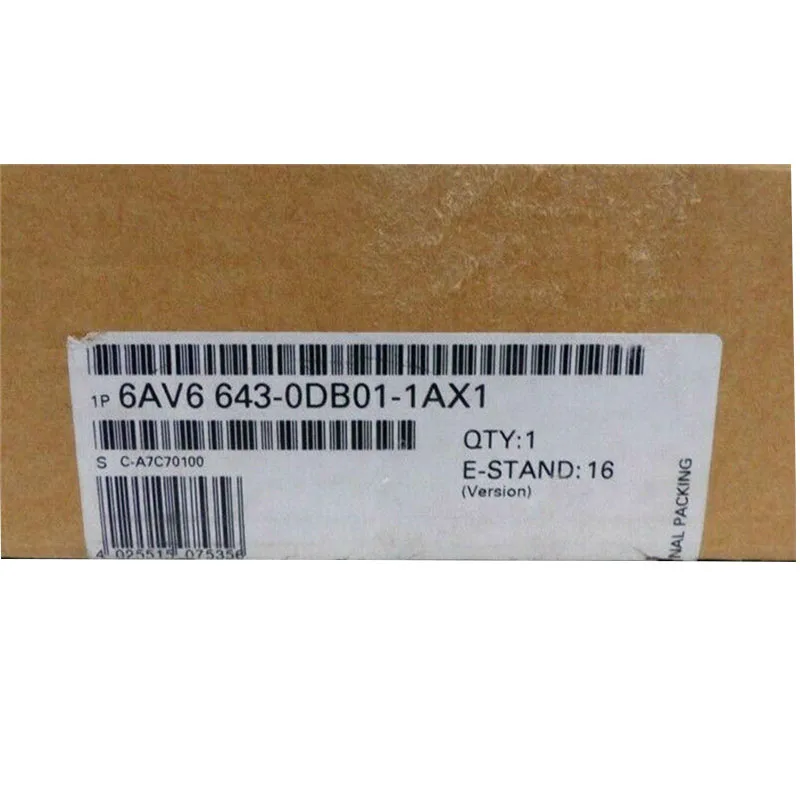 1P 6AV6 643-0DB01-1AX1
S C-A7C70100
QTY:1
E-STAND: 16
(Version)
4 025515 075356
NAL PACKING